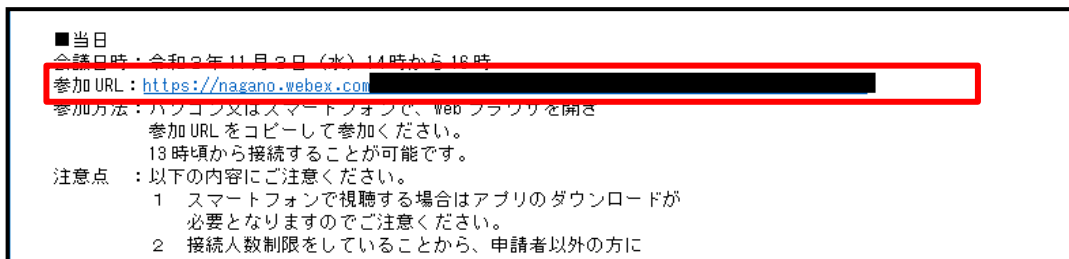 ■当日
会議日時：令和3年11月3日（水）14時から16時
参加URL：https://nagano.webex.com
参加方法：パソコン又はスマートフォンで、Webブラウザを開き
参加URLをコピーして参加ください。
13時頃から接続することが可能です。
注意点　：以下の内容にご注意ください。
１　スマートフォンで視聴する場合はアプリのダウンロードが
必要となりますのでご注意ください。
２　接続人数制限をしていることから、申請者以外の方に